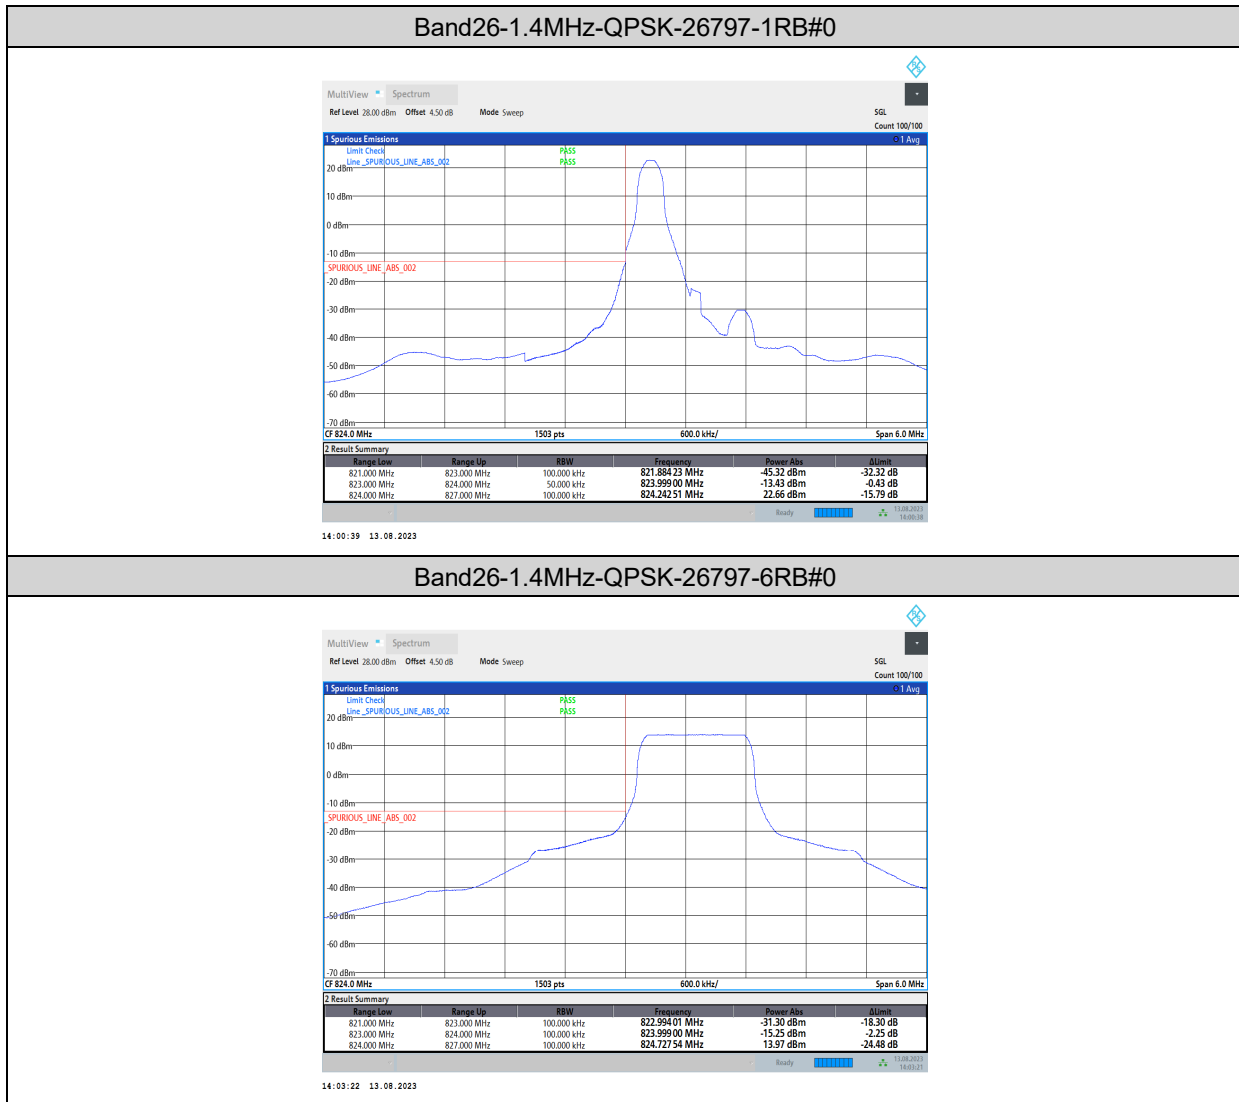 Band26-1.4MHz-QPSK-26797-1RB#0
R S
MultiView Spectrum
Ref Level 28.00 dBm Offset 4.50 dB Mode Sweep SGL
Count 100/100
1 Spurious Emissions 1 Avg
Limit Check PASS
Line _SPURIOUS_LINE_ABS_002 PASS
20 dBm
10 dBm
0 dBm
-10 dBm
_SPURIOUS_LINE_ABS_002
-20 dBm
-30 dBm
-40 dBm
-50 dBm
-60 dBm
-70 dBm
CF 824.0 MHz 1503 pts 600.0 kHz/ Span 6.0 MHz
2 Result Summary
Range Low Range Up RBW Frequency Power Abs ΔLimit
821.000 MHz 823.000 MHz 100.000 kHz 821.88423 MHz -45.32 dBm -32.32 dB
823.000 MHz 824.000 MHz 50.000 kHz 823.99900 MHz -13.43 dBm -0.43 dB
824.000 MHz 827.000 MHz 100.000 kHz 824.24251 MHz 22.66 dBm -15.79 dB
Ready 13.08.2023
14:00:38
14:00:39 13.08.2023
Band26-1.4MHz-QPSK-26797-6RB#0
R S
MultiView Spectrum
Ref Level 28.00 dBm Offset 4.50 dB Mode Sweep SGL
Count 100/100
1 Spurious Emissions 1 Avg
Limit Check PASS
Line _SPURIOUS_LINE_ABS_002 PASS
20 dBm
10 dBm
0 dBm
-10 dBm
_SPURIOUS_LINE_ABS_002
-20 dBm
-30 dBm
-40 dBm
-50 dBm
-60 dBm
-70 dBm
CF 824.0 MHz 1503 pts 600.0 kHz/ Span 6.0 MHz
2 Result Summary
Range Low Range Up RBW Frequency Power Abs ΔLimit
821.000 MHz 823.000 MHz 100.000 kHz 822.99401 MHz -31.30 dBm -18.30 dB
823.000 MHz 824.000 MHz 100.000 kHz 823.99900 MHz -15.25 dBm -2.25 dB
824.000 MHz 827.000 MHz 100.000 kHz 824.72754 MHz 13.97 dBm -24.48 dB
Ready 13.08.2023
14:03:21
14:03:22 13.08.2023